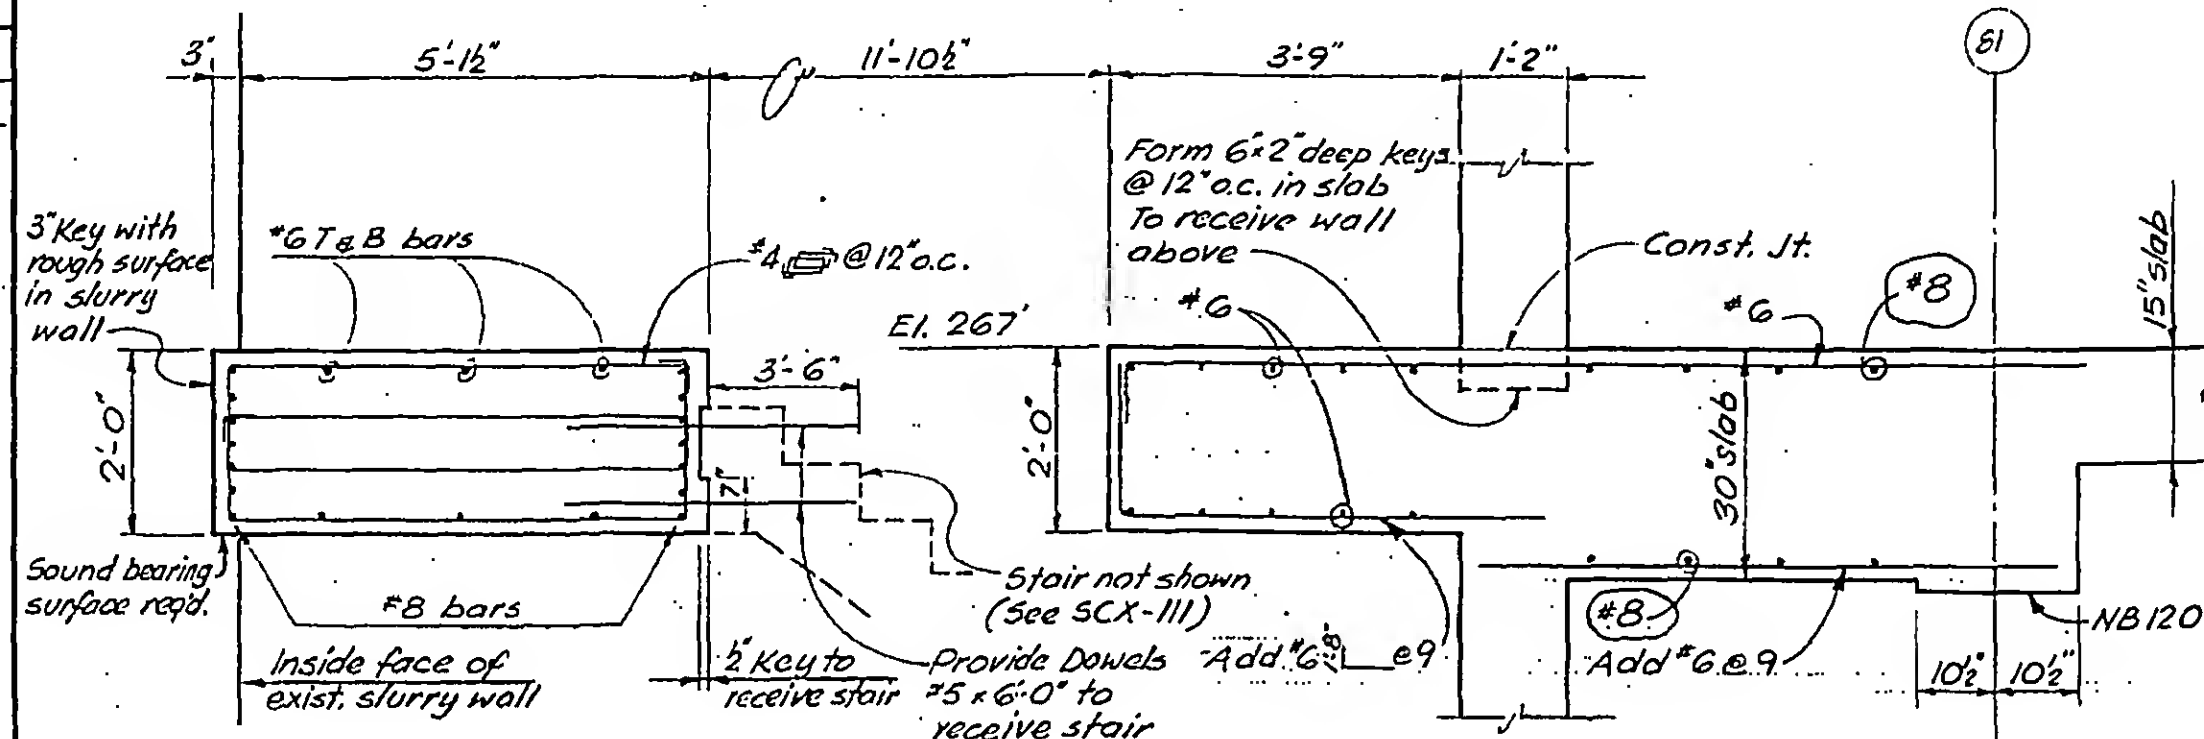 3"
5'-1½"
11'-10½"
3'-9"
1'-2"
81
Form 6"x2" deep keys
@ 12" o.c. in slab
To receive wall
above
3" Key with
rough surface
in slurry
wall
#6 T & B bars
#4 @ 12" o.c.
Const. Jt.
15" slab
#8
#6
#6
El. 267'
3'-6"
2'-0"
2'-0"
7"
30" slab
Sound bearing
surface req'd.
#8 bars
Stair not shown
(See SCX-111)
#8
NB 120
Inside face of
exist. slurry wall
½" Key to
receive stair
Provide Dowels
#5 x 6'-0" to
receive stair
Add #6 @ 9
Add #6 @ 9
10½"
10½"